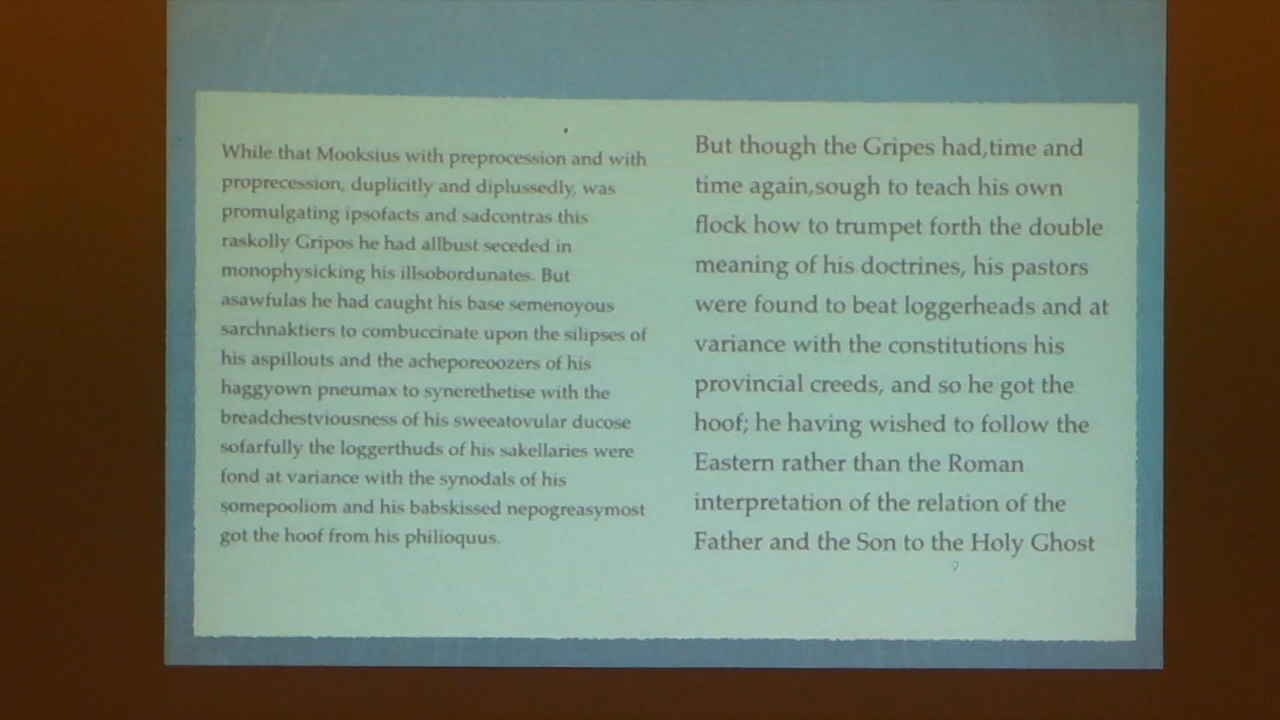 While that Mooksius with preprocession and with
proprecession, duplicitly and diplussedly, was
promulgating ipsofacts and sadcontras this
raskolly Gripos he had allbust seceded in
monophysicking his illsobordunates. But
asawfulas he had caught his base semenoyous
sarchnaktiers to combuccinate upon the silipses of
his aspillouts and the acheporeoozers of his
haggyown pneumax to synerethetise with the
breadchestviousness of his sweeatovular ducose
sofarfully the loggerthuds of his sakellaries were
fond at variance with the synodals of his
somepooliom and his babskissed nepogreasymost
got the hoof from his philioquus.
But though the Gripes had,time and
time again,sough to teach his own
flock how to trumpet forth the double
meaning of his doctrines, his pastors
were found to beat loggerheads and at
variance with the constitutions his
provincial creeds, and so he got the
hoof; he having wished to follow the
Eastern rather than the Roman
interpretation of the relation of the
Father and the Son to the Holy Ghost